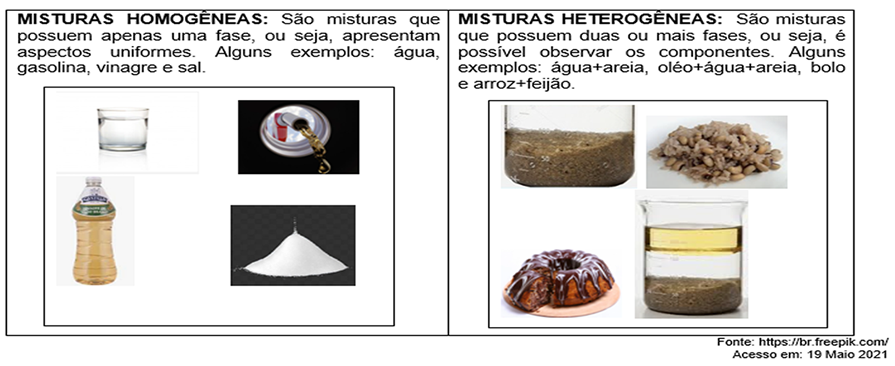 MISTURAS HOMOGÊNEAS: São misturas que
possuem apenas uma fase, ou seja, apresentam
aspectos uniformes. Alguns exemplos: água,
gasolina, vinagre e sal.
MISTURAS HETEROGÊNEAS: São misturas
que possuem duas ou mais fases, ou seja, é
possível observar os componentes. Alguns
exemplos: água+areia, oléo+água+areia, bolo
e arroz+feijão.
Fonte: https://br.freepik.com/
Acesso em: 19 Maio 2021